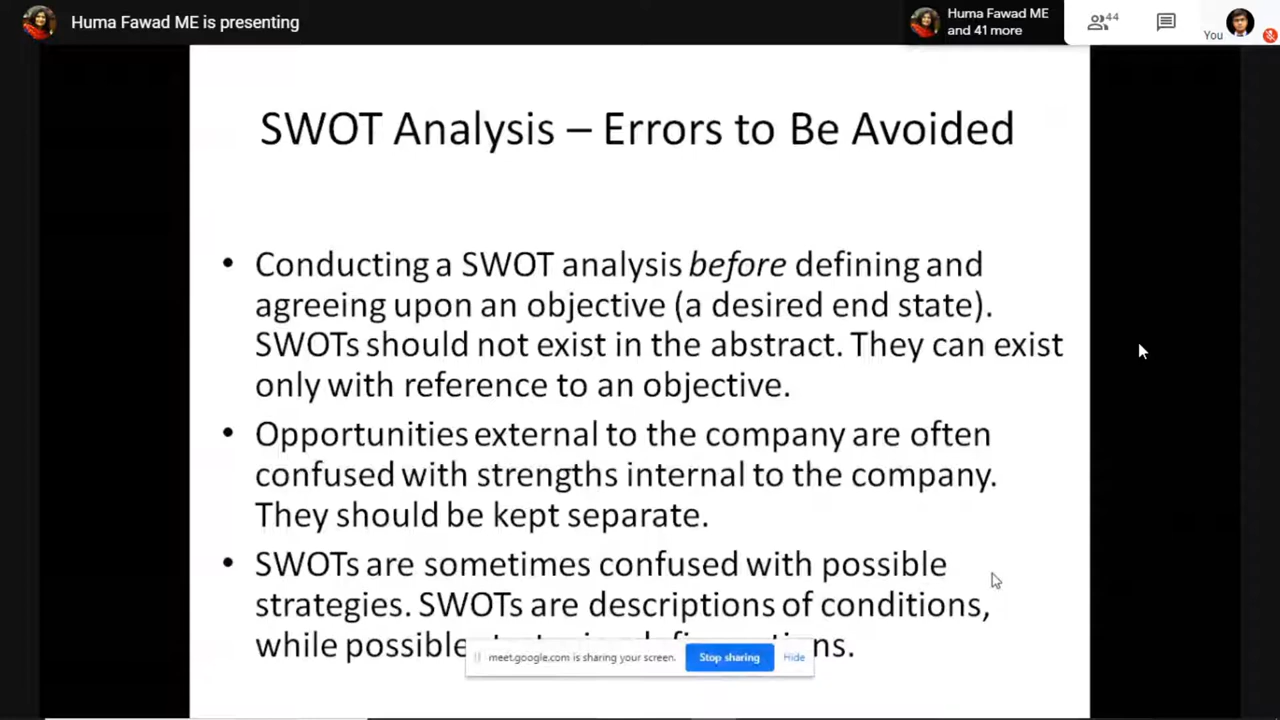 Huma Fawad ME is presenting
Huma Fawad ME
and 41 more
44
You
SWOT Analysis – Errors to Be Avoided
• Conducting a SWOT analysis before defining and
agreeing upon an objective (a desired end state).
SWOTs should not exist in the abstract. They can exist
only with reference to an objective.
• Opportunities external to the company are often
confused with strengths internal to the company.
They should be kept separate.
• SWOTs are sometimes confused with possible
strategies. SWOTs are descriptions of conditions,
while possible
meet.google.com is sharing your screen.
Stop sharing
Hide